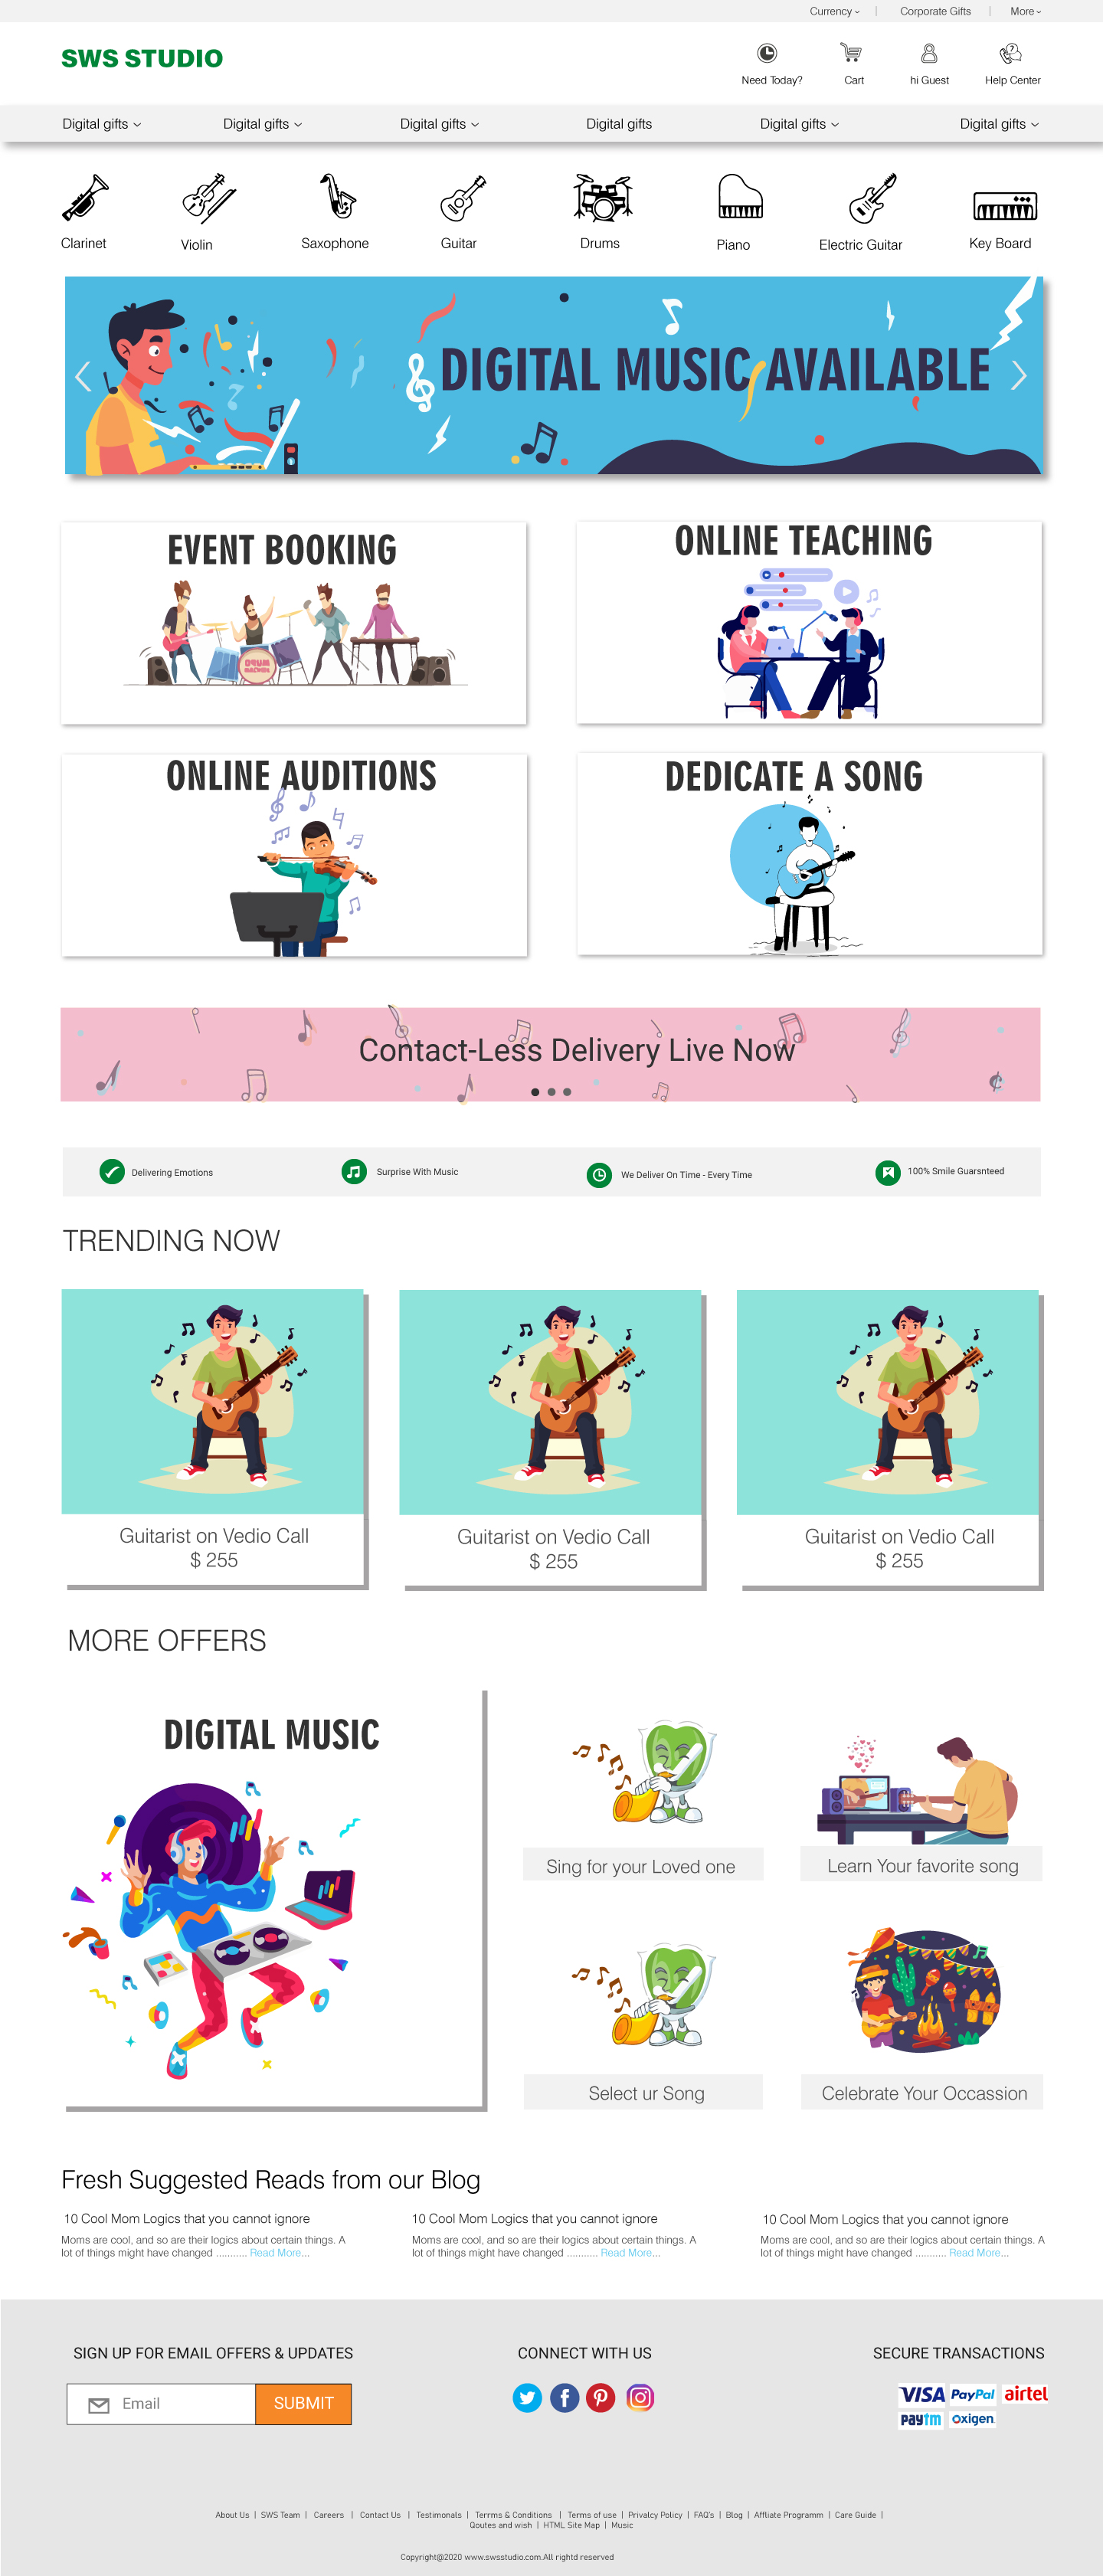 Currency | Corporate Gifts | More
SWS STUDIO
Need Today? Cart hi Guest Help Center
Digital gifts Digital gifts Digital gifts Digital gifts Digital gifts Digital gifts
Clarinet Violin Saxophone Guitar Drums Piano Electric Guitar Key Board
DIGITAL MUSIC AVAILABLE
EVENT BOOKING
DRUM
MACHINE
ONLINE TEACHING
ONLINE AUDITIONS
DEDICATE A SONG
Contact-Less Delivery Live Now
Delivering Emotions
Surprise With Music
We Deliver On Time - Every Time
100% Smile Guarsnteed
TRENDING NOW
Guitarist on Vedio Call
$ 255
Guitarist on Vedio Call
$ 255
Guitarist on Vedio Call
$ 255
MORE OFFERS
DIGITAL MUSIC
Sing for your Loved one
Learn Your favorite song
Select ur Song
Celebrate Your Occassion
Fresh Suggested Reads from our Blog
10 Cool Mom Logics that you cannot ignore
Moms are cool, and so are their logics about certain things. A
lot of things might have changed ........... Read More...
10 Cool Mom Logics that you cannot ignore
Moms are cool, and so are their logics about certain things. A
lot of things might have changed ........... Read More...
10 Cool Mom Logics that you cannot ignore
Moms are cool, and so are their logics about certain things. A
lot of things might have changed ........... Read More...
SIGN UP FOR EMAIL OFFERS & UPDATES
Email
SUBMIT
CONNECT WITH US
SECURE TRANSACTIONS
VISA PayPal airtel
paytm oxigen
About Us | SWS Team | Careers | Contact Us | Testimonals | Terrms & Conditions | Terms of use | Privalcy Policy | FAQ's | Blog | Affliate Programm | Care Guide |
Qoutes and wish | HTML Site Map | Music
Copyright@2020 www.swsstudio.com.All rightd reserved